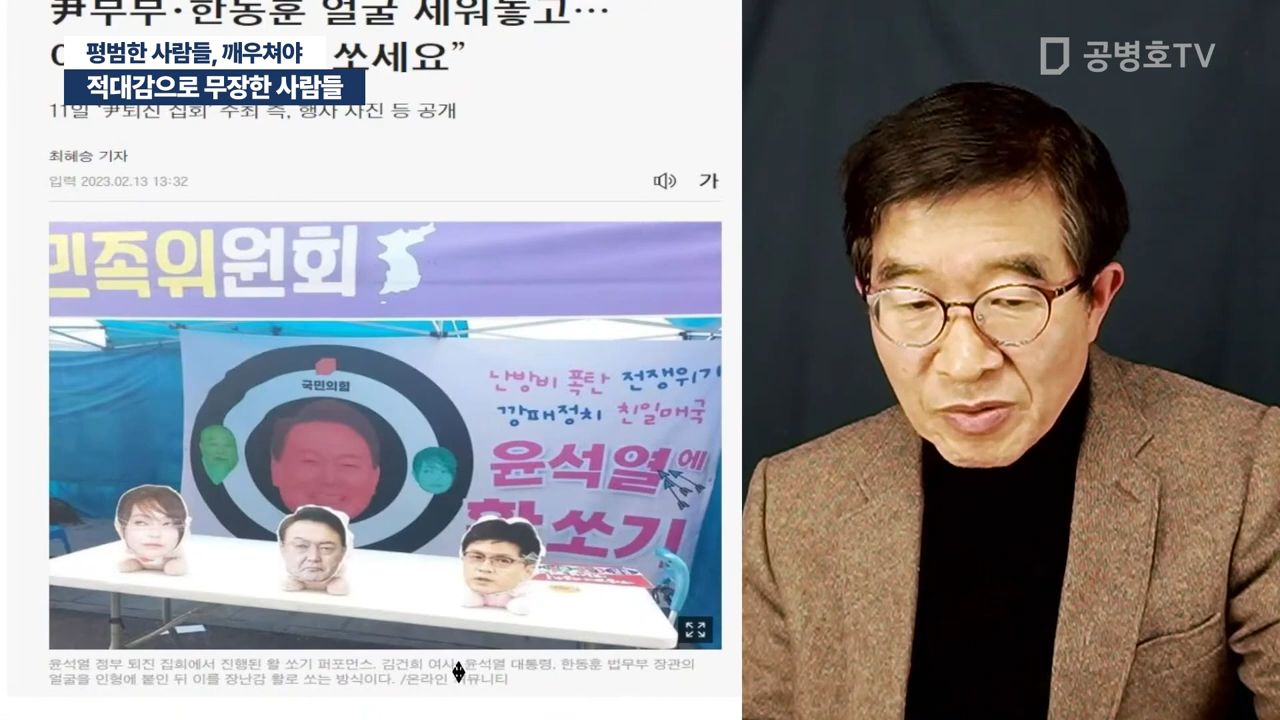 尹부부·한동훈 얼굴 세워놓고…
평범한 사람들, 깨우쳐야
쏘세요”
적대감으로 무장한 사람들
11일 ‘尹퇴진 집회’ 주최 측, 행사 사진 등 공개
공병호TV
최혜승 기자
입력 2023.02.13 13:32
가
민족위원회
국민의힘
난방비 폭탄 전쟁위기
깡패정치 친일매국
윤석열에
활 쏘기
윤석열 정부 퇴진 집회에서 진행된 활 쏘기 퍼포먼스. 김건희 여사, 윤석열 대통령, 한동훈 법무부 장관의
얼굴을 인형에 붙인 뒤 이를 장난감 활로 쏘는 방식이다. /온라인 커뮤니티